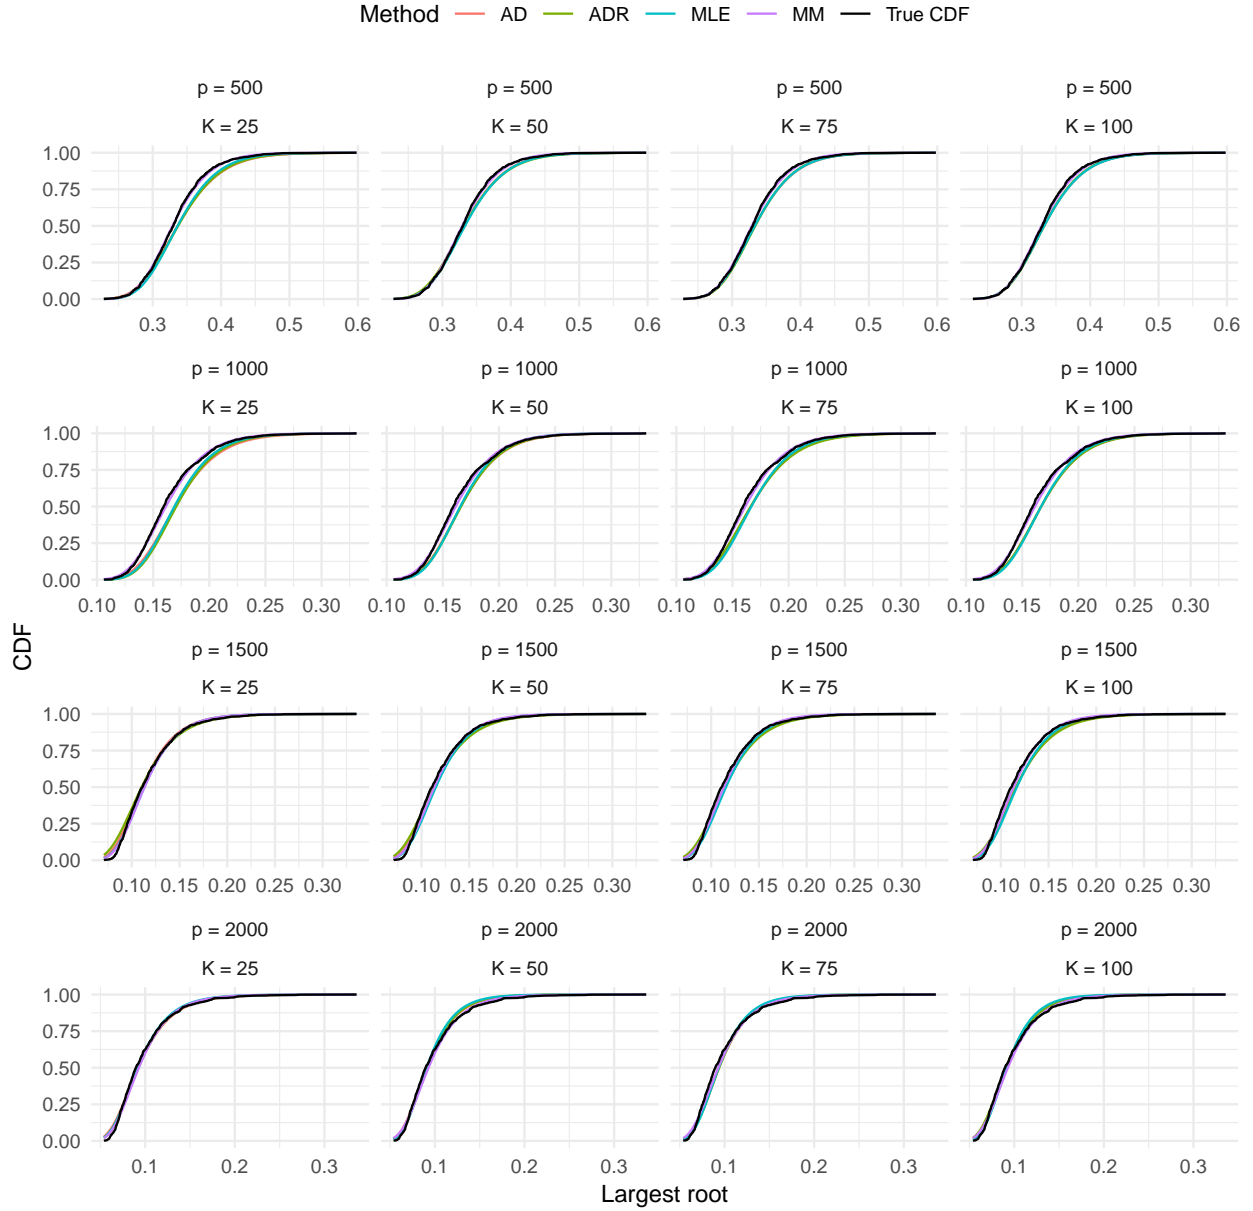 Method AD ADR MLE MM True CDF
p = 500 p = 500 p = 500 p = 500
K = 25 K = 50 K = 75 K = 100
1.00
0.75
0.50
0.25
0.00
0.3 0.4 0.5 0.6 0.3 0.4 0.5 0.6 0.3 0.4 0.5 0.6 0.3 0.4 0.5 0.6
p = 1000 p = 1000 p = 1000 p = 1000
K = 25 K = 50 K = 75 K = 100
1.00
0.75
0.50
0.25
0.00
0.10 0.15 0.20 0.25 0.30 0.10 0.15 0.20 0.25 0.30 0.10 0.15 0.20 0.25 0.30 0.10 0.15 0.20 0.25 0.30
CDF
p = 1500 p = 1500 p = 1500 p = 1500
K = 25 K = 50 K = 75 K = 100
1.00
0.75
0.50
0.25
0.00
0.10 0.15 0.20 0.25 0.30 0.10 0.15 0.20 0.25 0.30 0.10 0.15 0.20 0.25 0.30 0.10 0.15 0.20 0.25 0.30
p = 2000 p = 2000 p = 2000 p = 2000
K = 25 K = 50 K = 75 K = 100
1.00
0.75
0.50
0.25
0.00
0.1 0.2 0.3 0.1 0.2 0.3 0.1 0.2 0.3 0.1 0.2 0.3
Largest root